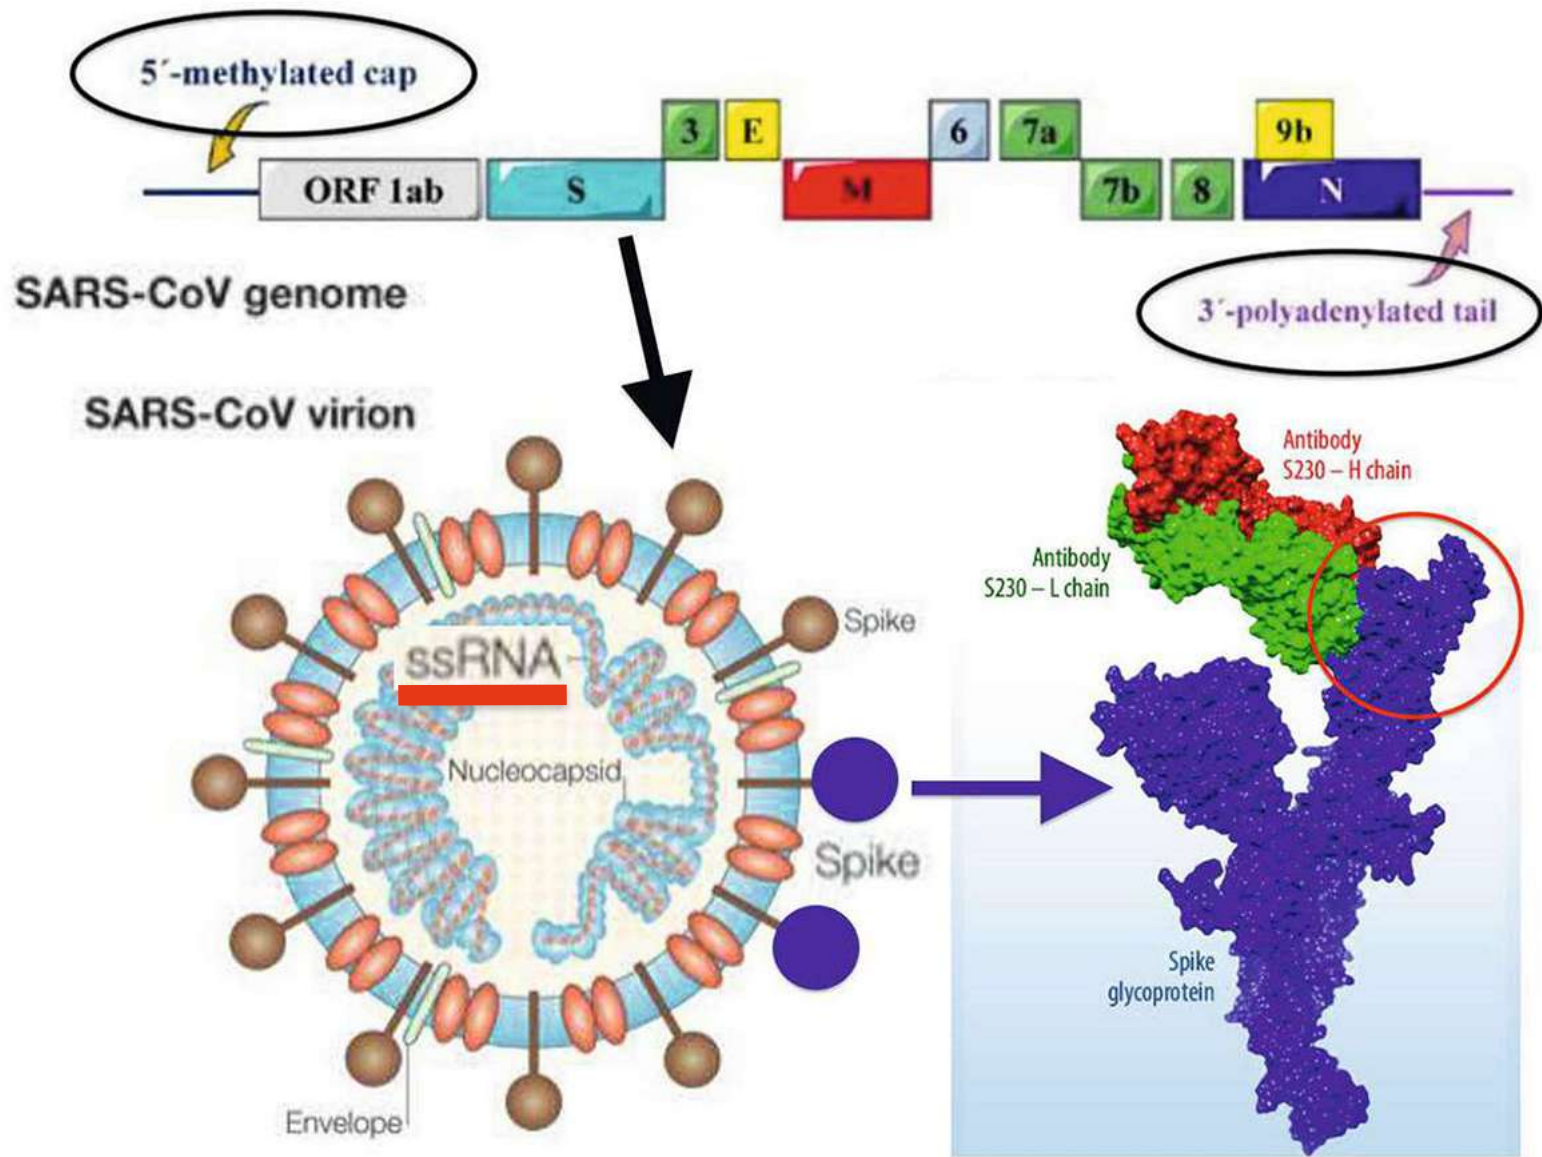 5´-methylated cap
3 E 6 7a 9b
ORF 1ab S M 7b 8 N
SARS-CoV genome
3´-polyadenylated tail
SARS-CoV virion
Antibody
S230 – H chain
Antibody
S230 – L chain
Spike
ssRNA
Nucleocapsid
Spike
Spike
glycoprotein
Envelope